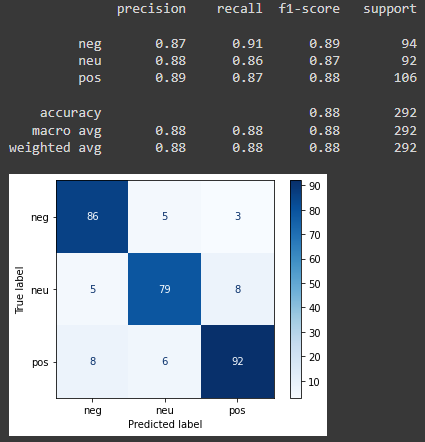 precision recall f1-score support
neg 0.87 0.91 0.89 94
neu 0.88 0.86 0.87 92
pos 0.89 0.87 0.88 106
accuracy 0.88 292
macro avg 0.88 0.88 0.88 292
weighted avg 0.88 0.88 0.88 292
90
neg 86 5 3
80
70
60
True label
neu 5 79 8
50
40
30
pos 8 6 92
20
10
neg neu pos
Predicted label